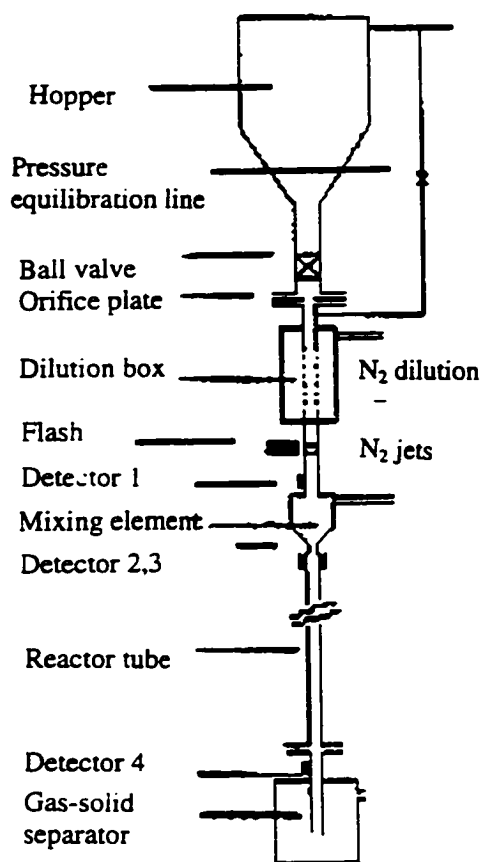 Hopper
Pressure
equilibration line
Ball valve
Orifice plate
Dilution box
N₂ dilution
Flash
N₂ jets
Detector 1
Mixing element
Detector 2,3
Reactor tube
Detector 4
Gas-solid
separator